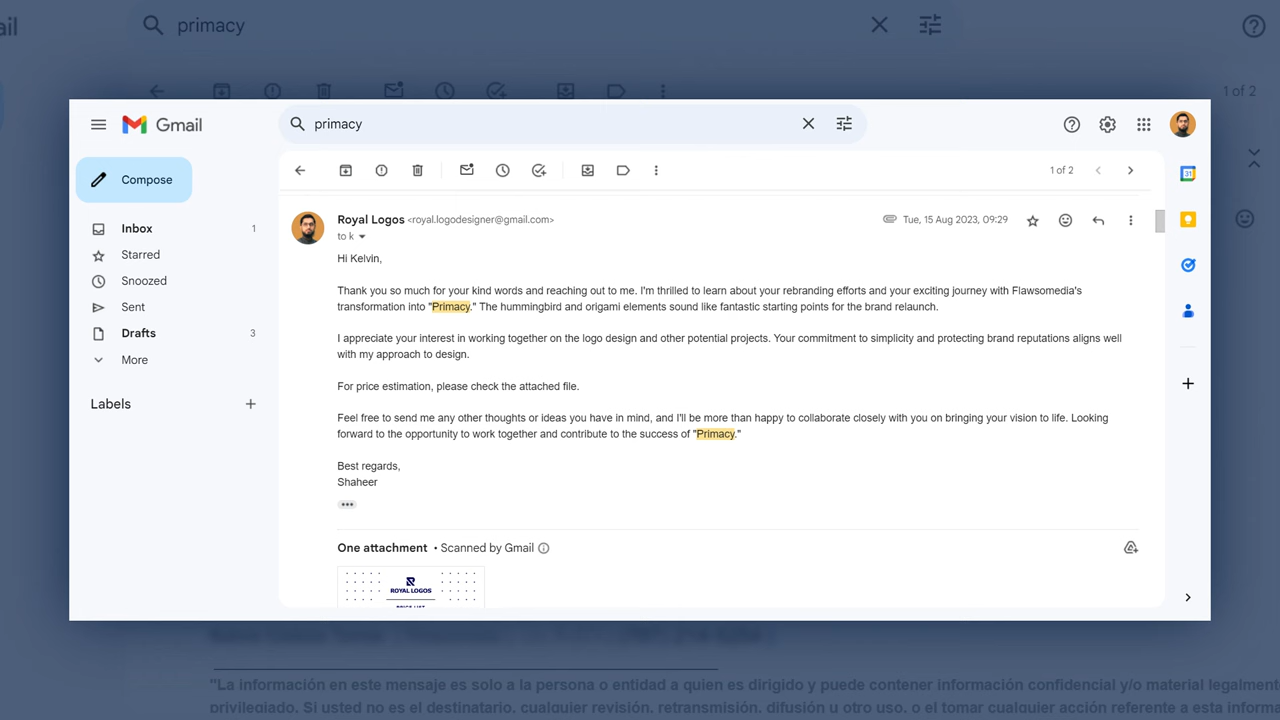 ail
primacy
1 of 2
Gmail
primacy
Compose
1 of 2
31
Inbox 1
Starred
Snoozed
Sent
Drafts 3
More
Labels
Royal Logos <royal.logodesigner@gmail.com> Tue, 15 Aug 2023, 09:29
to k
Hi Kelvin,
Thank you so much for your kind words and reaching out to me. I'm thrilled to learn about your rebranding efforts and your exciting journey with Flawsomedia's
transformation into "Primacy." The hummingbird and origami elements sound like fantastic starting points for the brand relaunch.
I appreciate your interest in working together on the logo design and other potential projects. Your commitment to simplicity and protecting brand reputations aligns well
with my approach to design.
For price estimation, please check the attached file.
Feel free to send me any other thoughts or ideas you have in mind, and I'll be more than happy to collaborate closely with you on bringing your vision to life. Looking
forward to the opportunity to work together and contribute to the success of "Primacy."
Best regards,
Shaheer
One attachment • Scanned by Gmail
ROYAL LOGOS
PRICE LIST
"La información en este mensaje es solo a la persona o entidad a quien es dirigido y puede contener información confidencial y/o material legalment
privilegiado. Si usted no es el destinatario, cualquier revisión, retransmisión, difusión u otro uso, o el tomar cualquier acción referente a esta informa